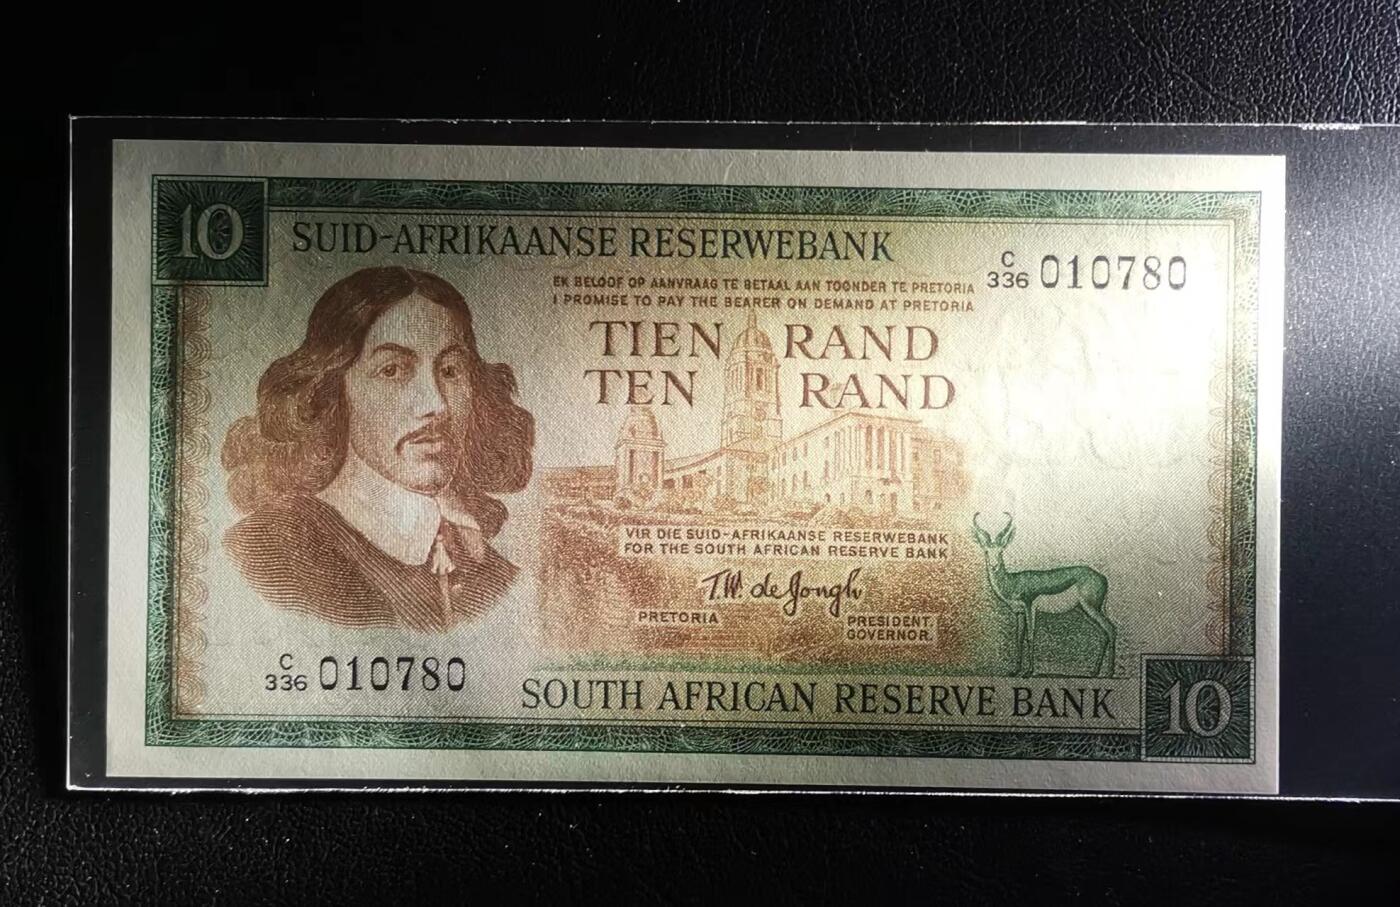 10
SUID-AFRIKAANSE RESERWEBANK
C/336 010780
EK BELOOF OP AANVRAAG TE BETAAL AAN TOONDER TE PRETORIA
I PROMISE TO PAY THE BEARER ON DEMAND AT PRETORIA
TIEN RAND
TEN RAND
VIR DIE SUID-AFRIKAANSE RESERWEBANK
FOR THE SOUTH AFRICAN RESERVE BANK
T.W. de Jongh
PRETORIA
PRESIDENT.
GOVERNOR.
C/336 010780
SOUTH AFRICAN RESERVE BANK
10